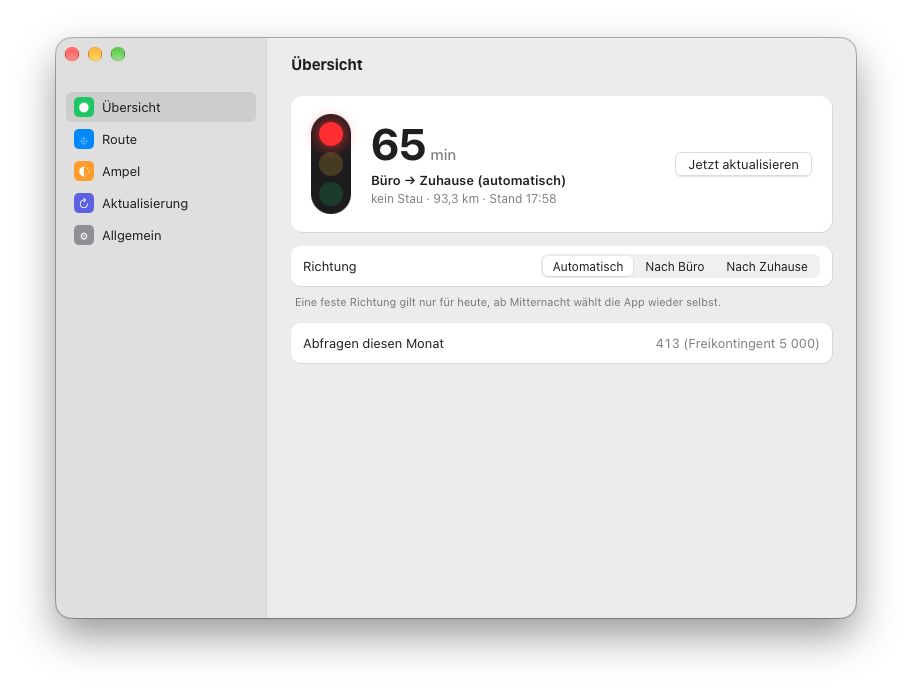 Übersicht
Route
Ampel
Aktualisierung
Allgemein
Übersicht
65 min
Büro → Zuhause (automatisch)
kein Stau · 93,3 km · Stand 17:58
Jetzt aktualisieren
Richtung
Automatisch Nach Büro Nach Zuhause
Eine feste Richtung gilt nur für heute, ab Mitternacht wählt die App wieder selbst.
Abfragen diesen Monat
413 (Freikontingent 5 000)